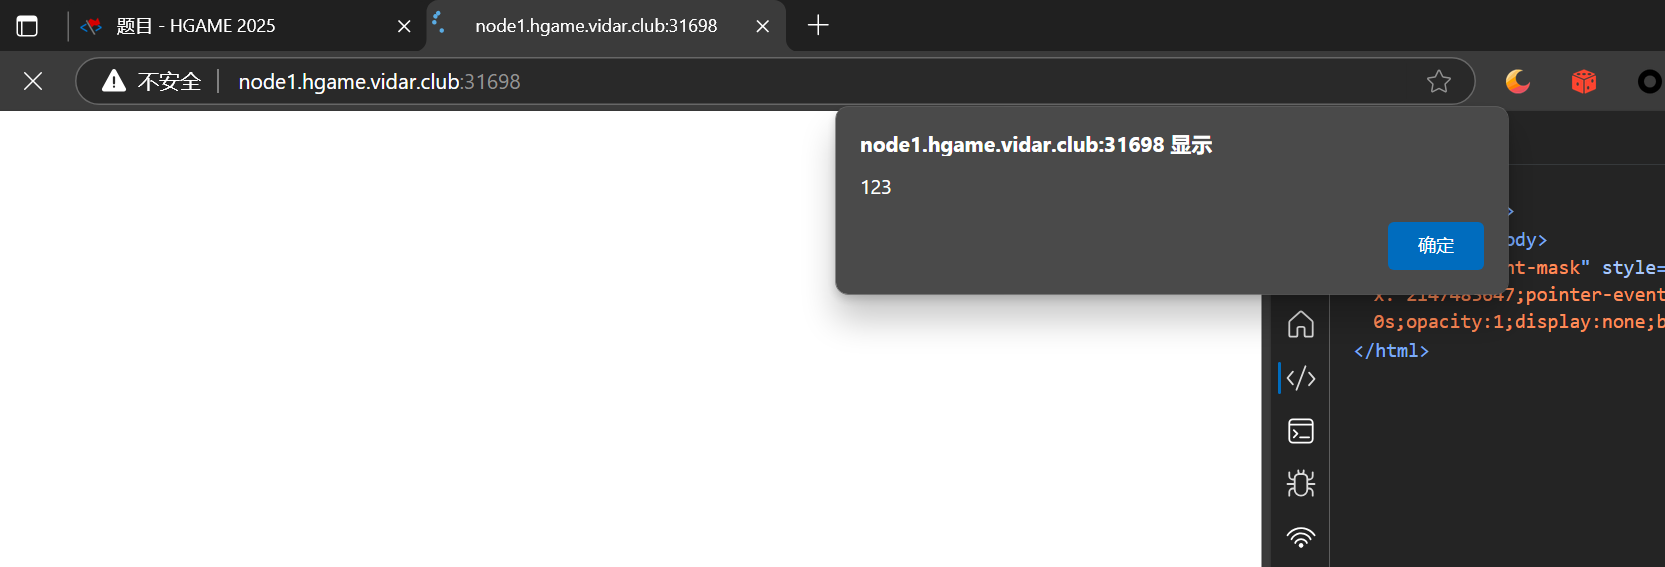 题目 - HGAME 2025
node1.hgame.vidar.club:31698
不安全
node1.hgame.vidar.club:31698
node1.hgame.vidar.club:31698 显示
123
确定
>
ody>
nt-mask" style=
x: 2147483647;pointer-event
0s;opacity:1;display:none;b
</html>